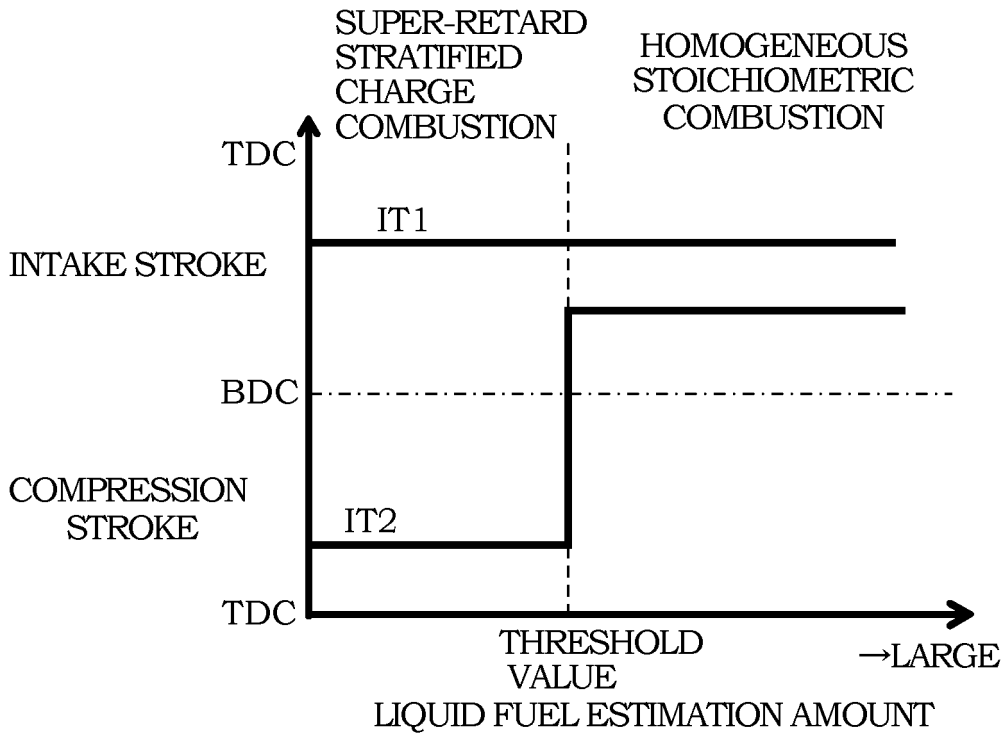 SUPER-RETARD
STRATIFIED
CHARGE
COMBUSTION
HOMOGENEOUS
STOICHIOMETRIC
COMBUSTION
TDC
IT1
INTAKE STROKE
BDC
COMPRESSION
STROKE
IT2
TDC
THRESHOLD
VALUE
→LARGE
LIQUID FUEL ESTIMATION AMOUNT